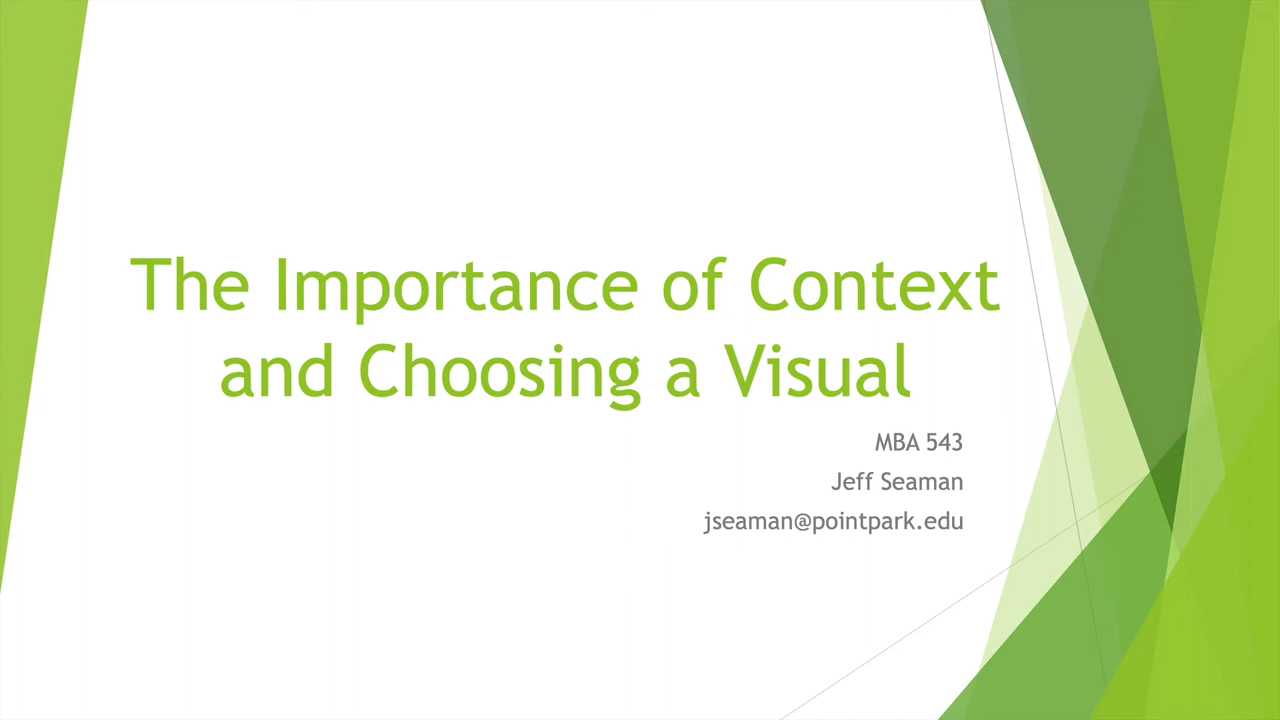 The Importance of Context
and Choosing a Visual
MBA 543
Jeff Seaman
jseaman@pointpark.edu